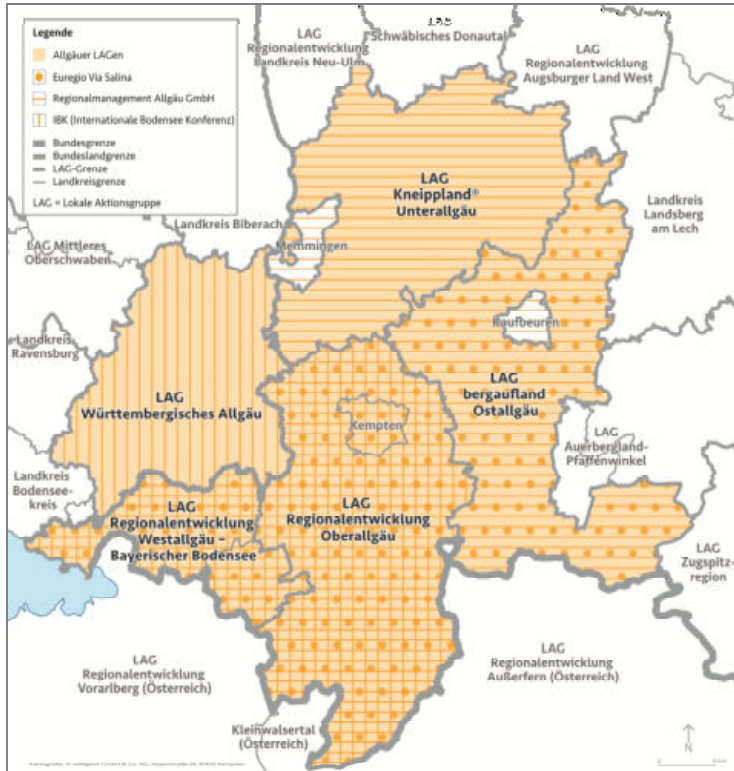 Legende
Allgäuer LAGen
Euregio Via Salina
Regionalmanagement Allgäu GmbH
IBK (Internationale Bodensee Konferenz)
Bundesgrenze
Bundeslandgrenze
LAG-Grenze
Landkreisgrenze
LAG = Lokale Aktionsgruppe
LAG
Regionalentwicklung
Landkreis Neu-Ulm
Schwäbisches Donautal
LAG
Regionalentwicklung
Augsburger Land West
LAG
Kneippland®
Unterallgäu
Landkreis
Landsberg
am Lech
Landkreis Biberach
Memmingen
LAG Mittleres
Oberschwaben
Kaufbeuren
Landkreis
Ravensburg
LAG
Württembergisches Allgäu
LAG
bergaufland
Ostallgäu
Kempten
LAG
Auerbergland-
Pfaffenwinkel
Landkreis
Bodensee-
kreis
LAG
Regionalentwicklung
Westallgäu –
Bayerischer Bodensee
LAG
Regionalentwicklung
Oberallgäu
LAG
Zugspitz-
region
LAG
Regionalentwicklung
Vorarlberg (Österreich)
LAG
Regionalentwicklung
Außerfern (Österreich)
Kleinwalsertal
(Österreich)
N